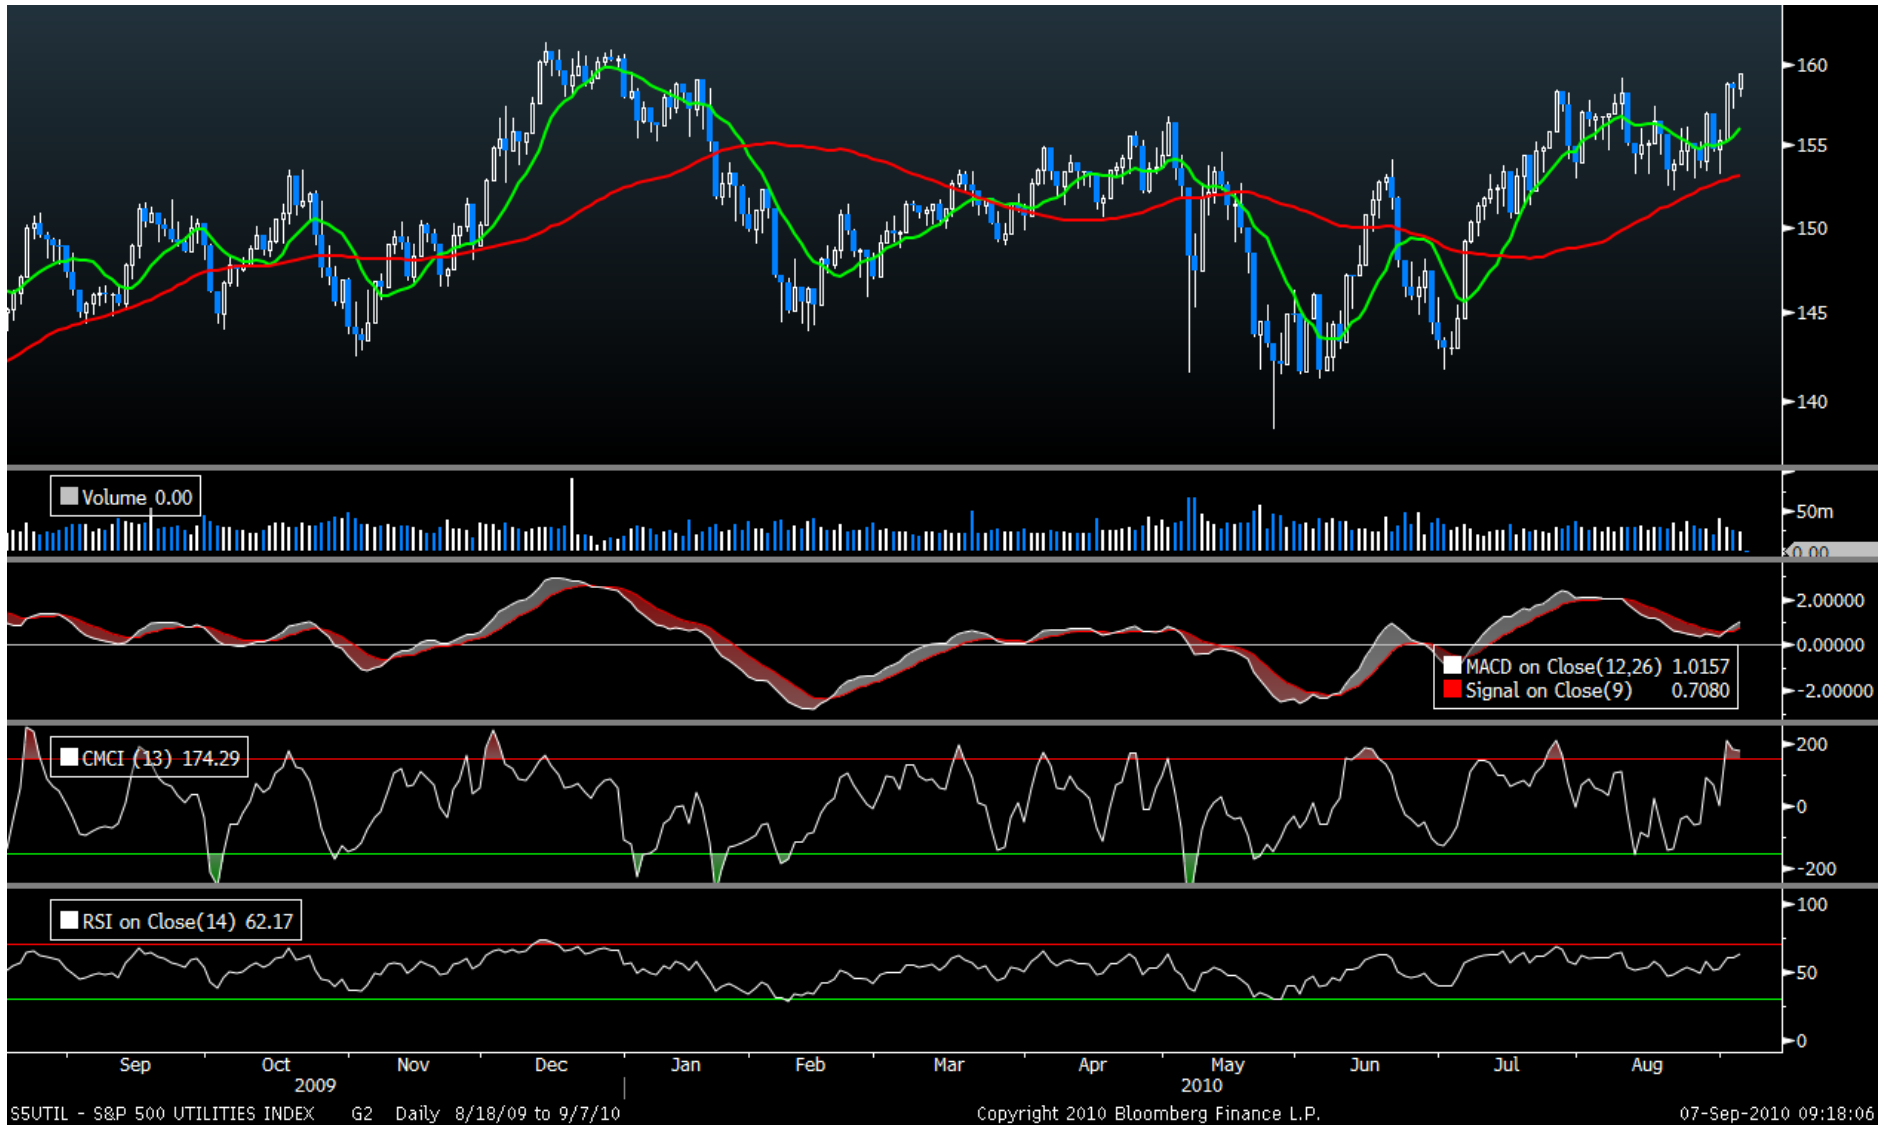 160
155
150
145
140
Volume 0.00
50m
0.00
2.00000
0.00000
-2.00000
MACD on Close(12,26) 1.0157
Signal on Close(9) 0.7080
CMCI (13) 174.29
200
0
-200
RSI on Close(14) 62.17
100
50
0
Sep Oct Nov Dec Jan Feb Mar Apr May Jun Jul Aug
2009 2010
S5UTIL - S&P 500 UTILITIES INDEX G2 Daily 8/18/09 to 9/7/10 Copyright 2010 Bloomberg Finance L.P. 07-Sep-2010 09:18:06